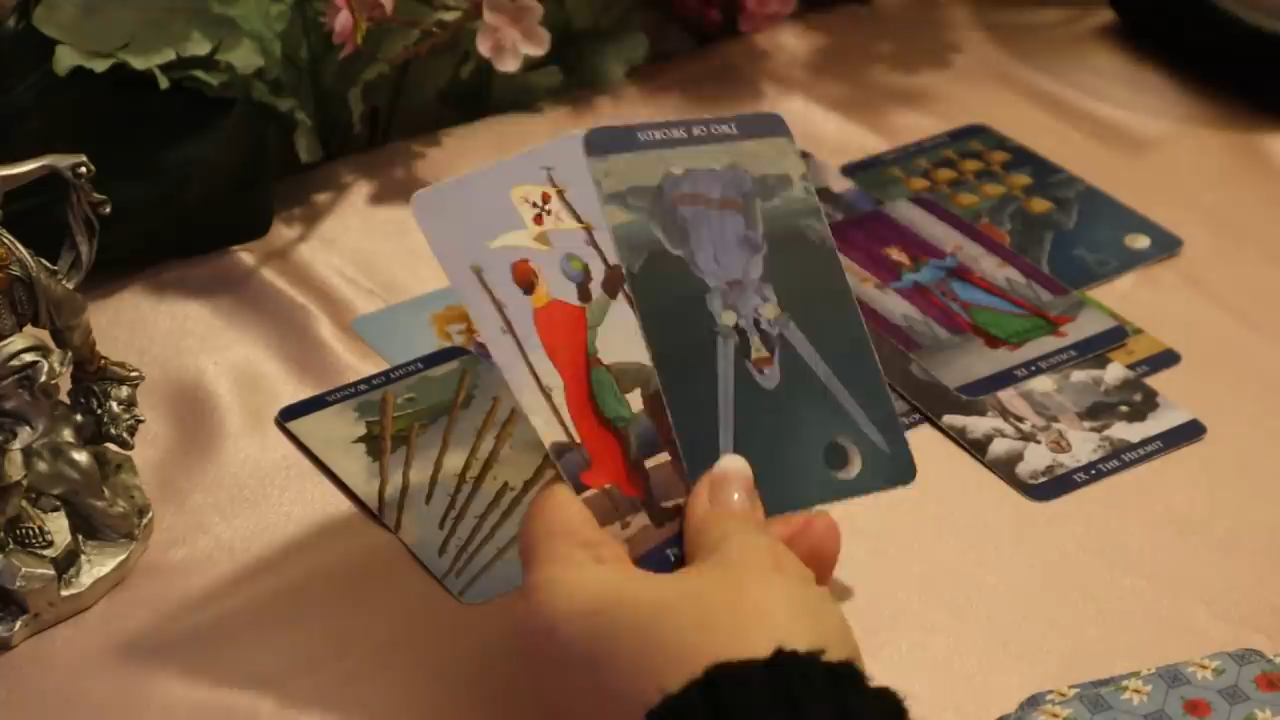 TWO OF SWORDS
EIGHT OF WANDS
XI • JUSTICE
IX • THE HERMIT